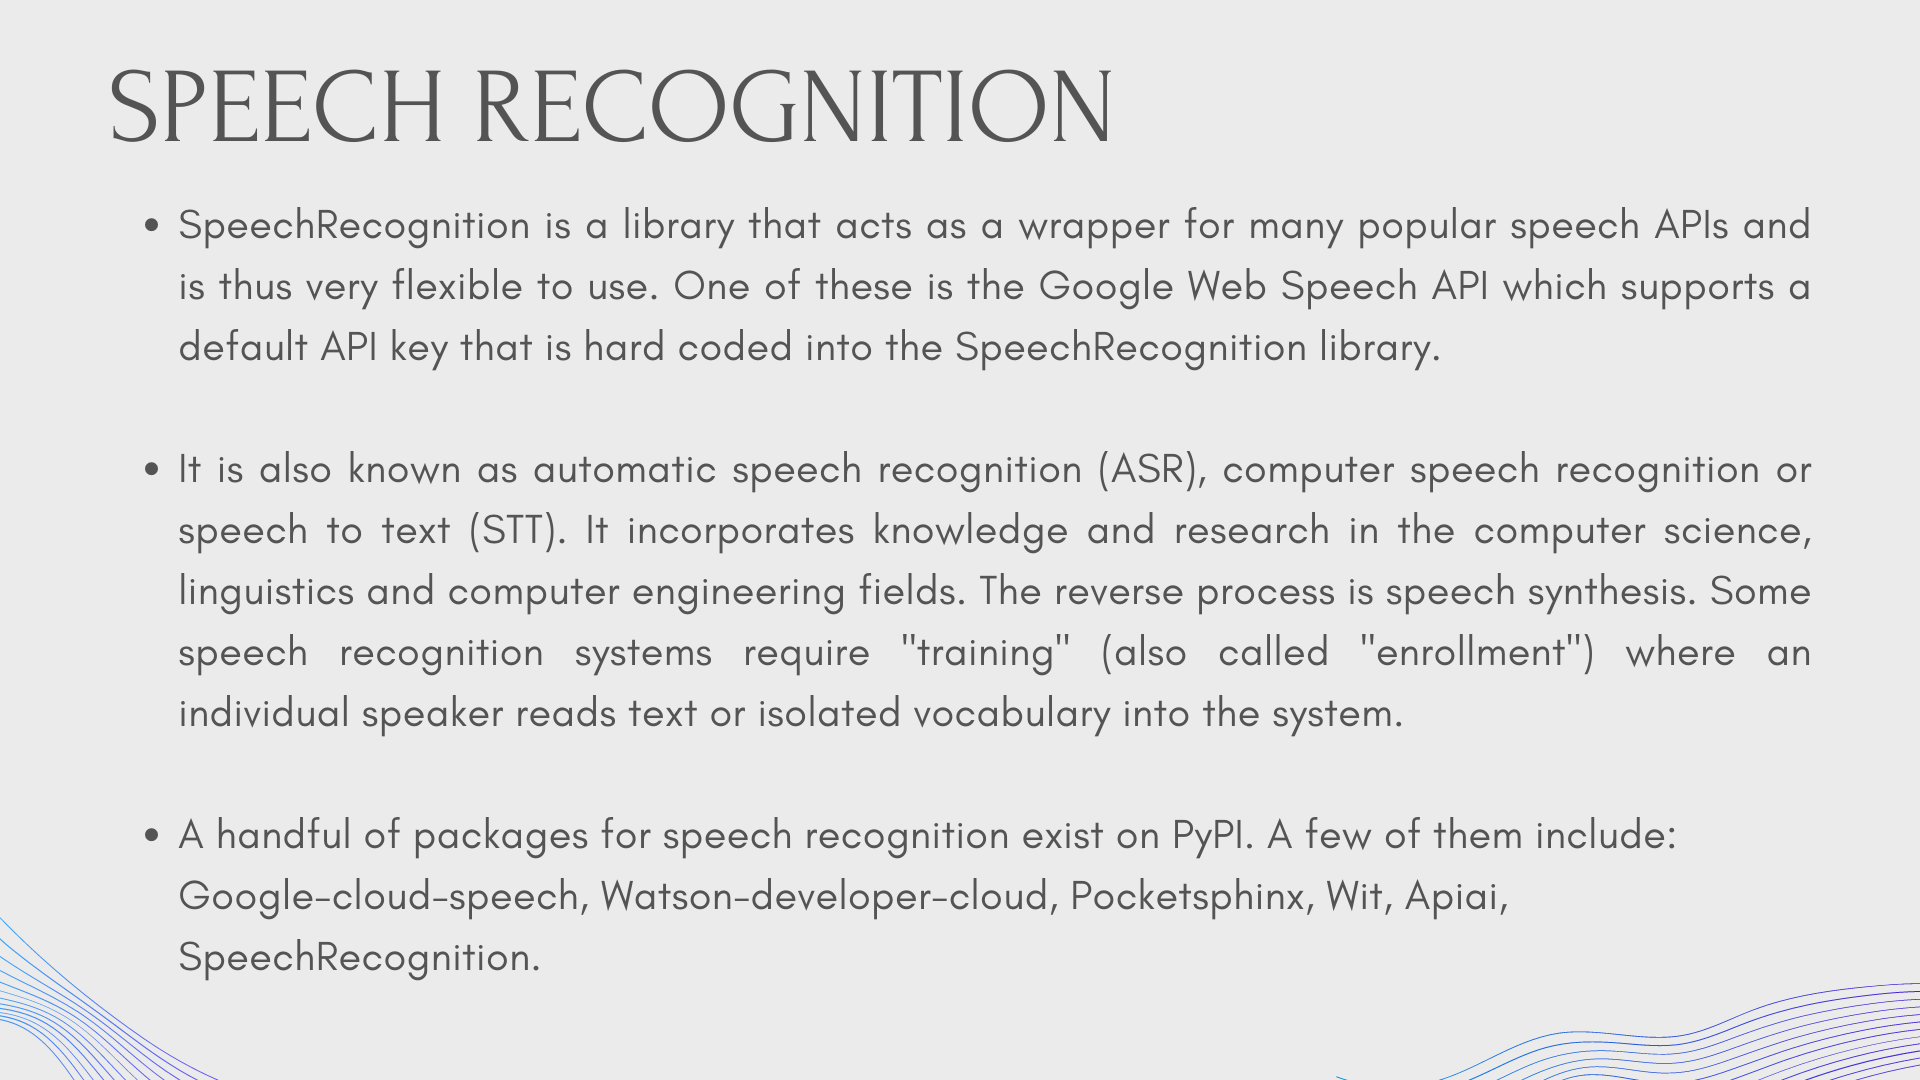 SPEECH RECOGNITION
• SpeechRecognition is a library that acts as a wrapper for many popular speech APIs and
is thus very flexible to use. One of these is the Google Web Speech API which supports a
default API key that is hard coded into the SpeechRecognition library.
• It is also known as automatic speech recognition (ASR), computer speech recognition or
speech to text (STT). It incorporates knowledge and research in the computer science,
linguistics and computer engineering fields. The reverse process is speech synthesis. Some
speech recognition systems require "training" (also called "enrollment") where an
individual speaker reads text or isolated vocabulary into the system.
• A handful of packages for speech recognition exist on PyPI. A few of them include:
Google-cloud-speech, Watson-developer-cloud, Pocketsphinx, Wit, Apiai,
SpeechRecognition.